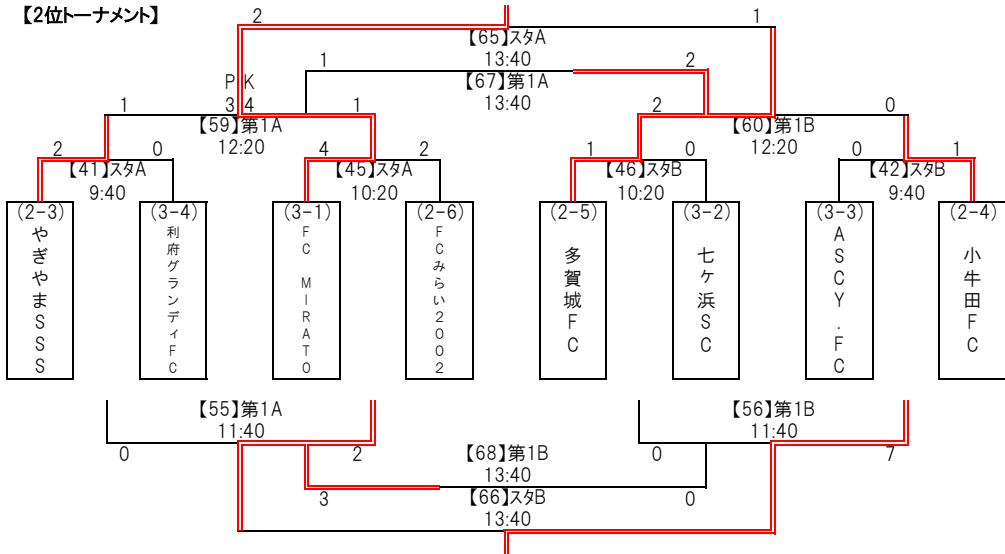 【2位トーナメント】
2 1
【65】スタA
13:40
1 2
【67】第1A
13:40
PK
1 3 4 1 2 0
【59】第1A 【60】第1B
12:20 12:20
2 0 4 2 1 0 0 1
【41】スタA 【45】スタA 【46】スタB 【42】スタB
9:40 10:20 10:20 9:40
(2-3) (3-4) (3-1) (2-6) (2-5) (3-2) (3-3) (2-4)
やぎやまSSS
利府グランディFC
FC MIRATO
FCみらい2002
多賀城FC
七ケ浜SC
ASCY.FC
小牛田FC
【55】第1A 【56】第1B
11:40 11:40
0 2 0 7
【68】第1B
13:40
3 0
【66】スタB
13:40